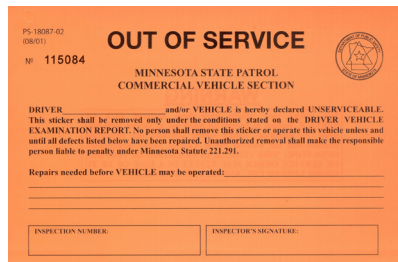 PS-18087-02
(08/01)
OUT OF SERVICE
Nº 115084
MINNESOTA STATE PATROL
COMMERCIAL VEHICLE SECTION
DRIVER____________________and/or VEHICLE is hereby declared UNSERVICEABLE.
This sticker shall be removed only under the conditions stated on the DRIVER VEHICLE
EXAMINATION REPORT. No person shall remove this sticker or operate this vehicle unless and
until all defects listed below have been repaired. Unauthorized removal shall make the responsible
person liable to penalty under Minnesota Statute 221.291.
Repairs needed before VEHICLE may be operated:____________________
INSPECTION NUMBER:
INSPECTOR'S SIGNATURE: